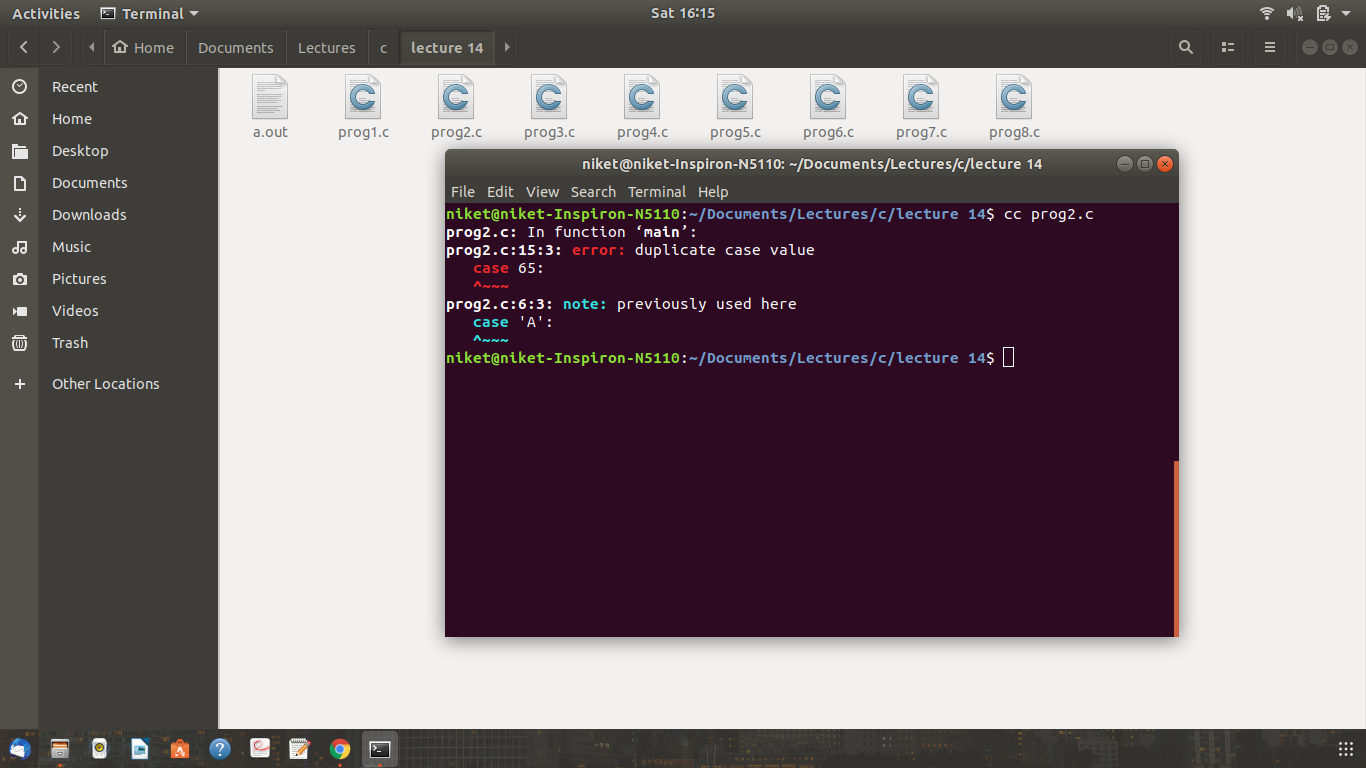 Activities Terminal Sat 16:15
Home Documents Lectures c lecture 14
Recent
Home
Desktop
Documents
Downloads
Music
Pictures
Videos
Trash
Other Locations
a.out prog1.c prog2.c prog3.c prog4.c prog5.c prog6.c prog7.c prog8.c
niket@niket-Inspiron-N5110: ~/Documents/Lectures/c/lecture 14
File Edit View Search Terminal Help
niket@niket-Inspiron-N5110:~/Documents/Lectures/c/lecture 14$ cc prog2.c
prog2.c: In function ‘main’:
prog2.c:15:3: error: duplicate case value
   case 65:
   ^~~~
prog2.c:6:3: note: previously used here
   case 'A':
   ^~~~
niket@niket-Inspiron-N5110:~/Documents/Lectures/c/lecture 14$